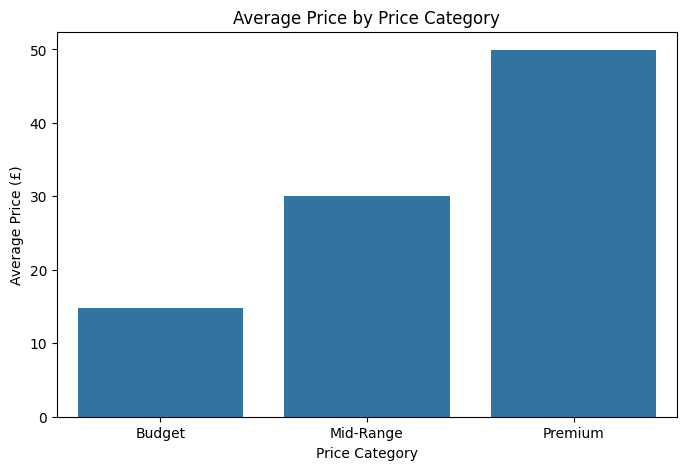 Average Price by Price Category
Average Price (£)
50
40
30
20
10
0
Budget
Mid-Range
Premium
Price Category